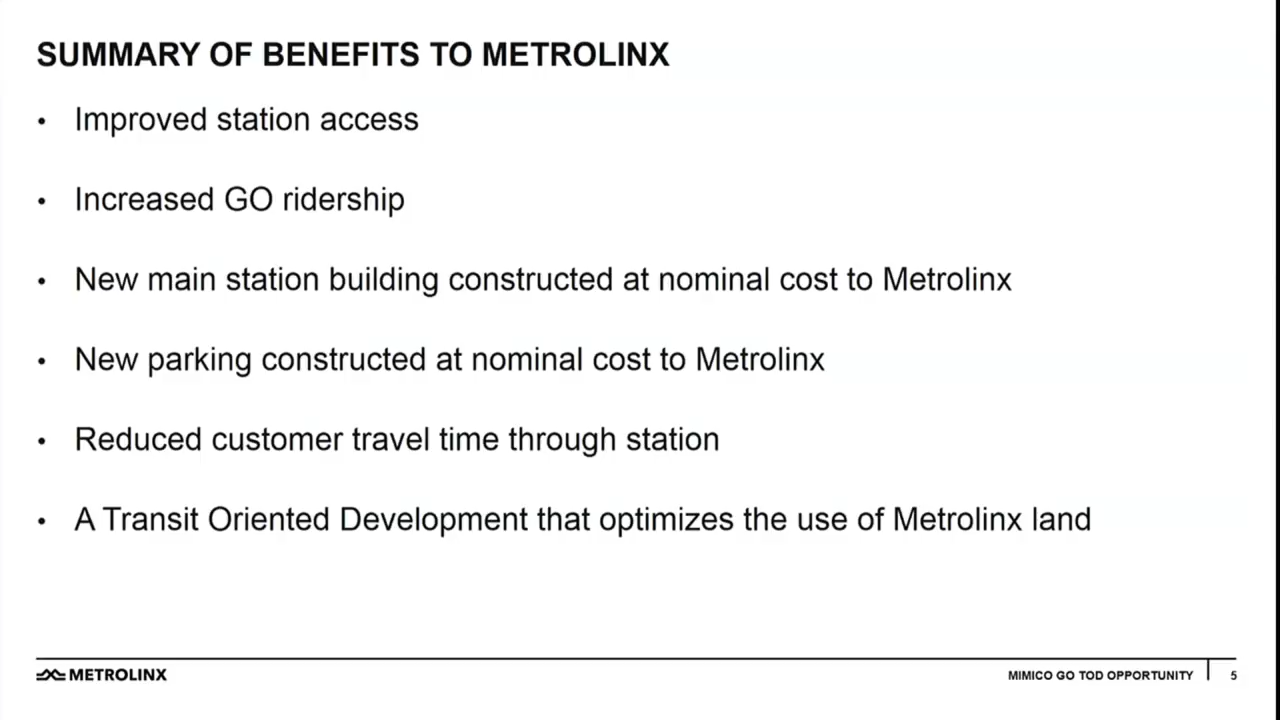 SUMMARY OF BENEFITS TO METROLINX
• Improved station access
• Increased GO ridership
• New main station building constructed at nominal cost to Metrolinx
• New parking constructed at nominal cost to Metrolinx
• Reduced customer travel time through station
• A Transit Oriented Development that optimizes the use of Metrolinx land
METROLINX
MIMICO GO TOD OPPORTUNITY 5